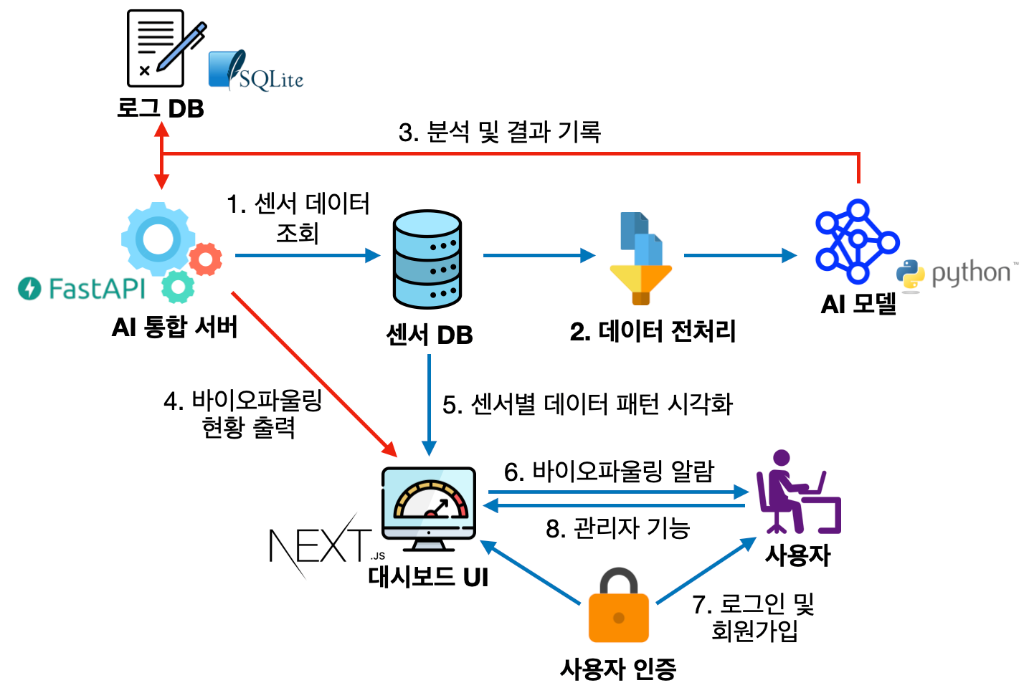 SQLite
로그 DB
3. 분석 및 결과 기록
1. 센서 데이터
조회
FastAPI
AI 통합 서버
센서 DB
2. 데이터 전처리
python™
AI 모델
4. 바이오파울링
현황 출력
5. 센서별 데이터 패턴 시각화
6. 바이오파울링 알람
8. 관리자 기능
NEXT.JS
대시보드 UI
사용자
7. 로그인 및
회원가입
사용자 인증